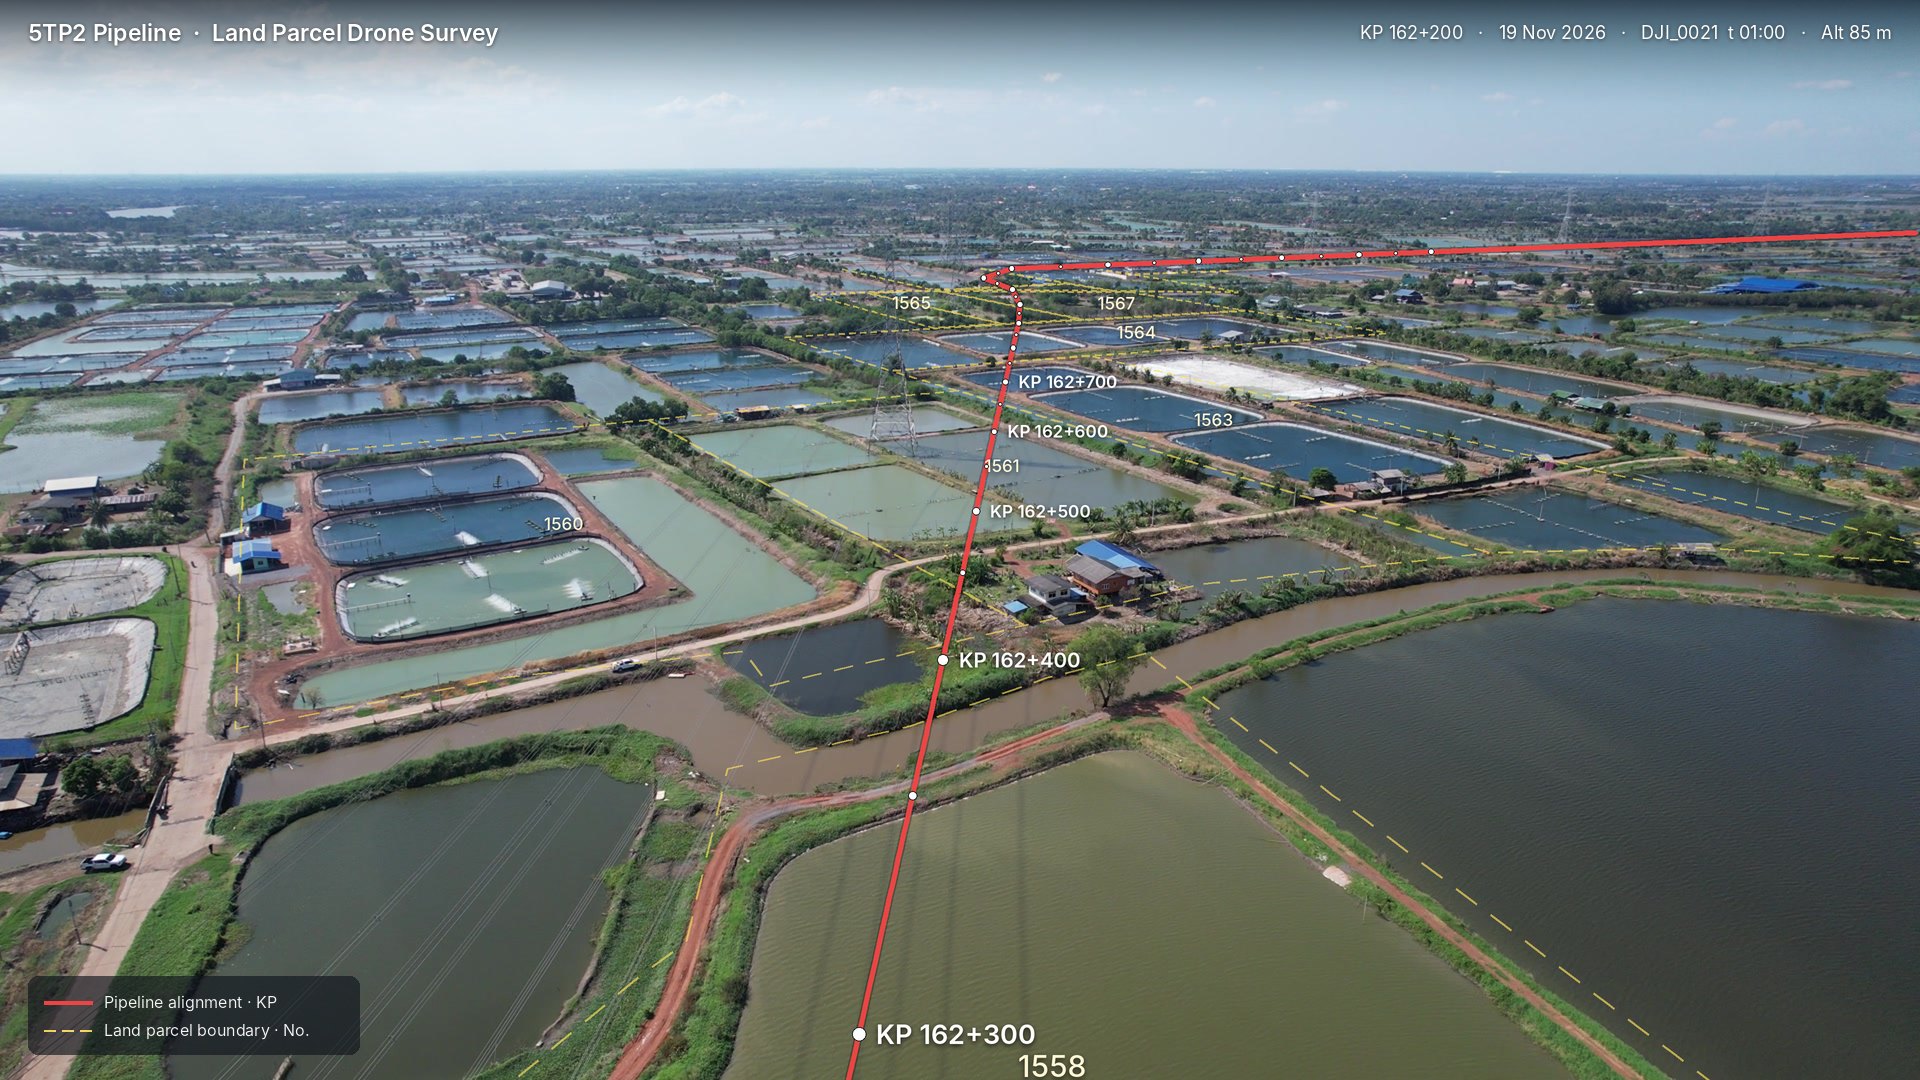 5TP2 Pipeline · Land Parcel Drone Survey
KP 162+200 · 19 Nov 2026 · DJI_0021 t 01:00 · Alt 85 m
1565
1567
1564
KP 162+700
1563
KP 162+600
1561
KP 162+500
1560
KP 162+400
KP 162+300
1558
Pipeline alignment · KP
Land parcel boundary · No.